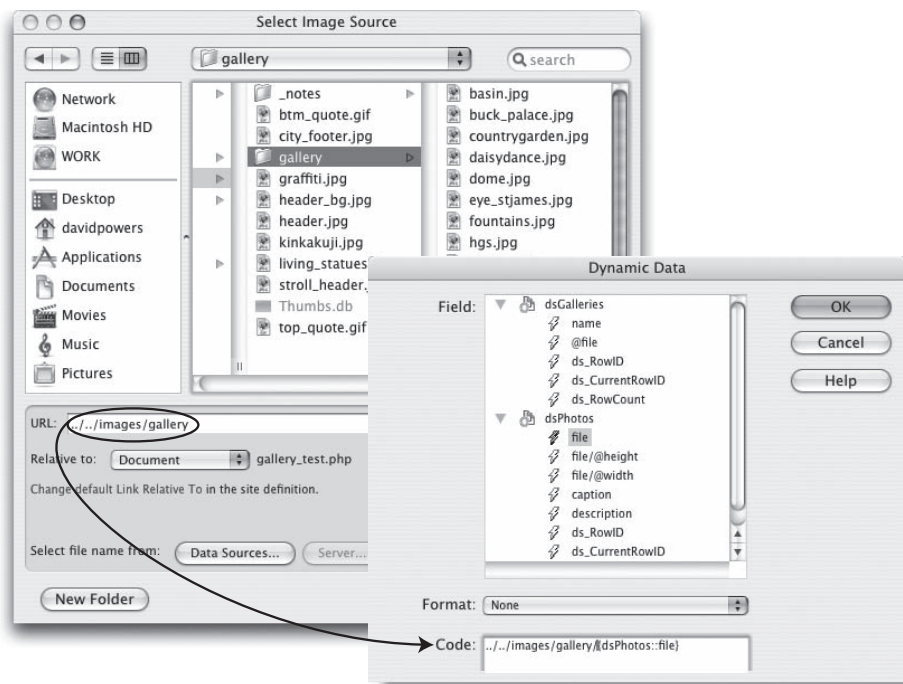 Select Image Source
gallery
search
Network
Macintosh HD
WORK
Desktop
davidpowers
Applications
Documents
Movies
Music
Pictures
_notes
btm_quote.gif
city_footer.jpg
gallery
graffiti.jpg
header_bg.jpg
header.jpg
kinkakuji.jpg
living_statues
stroll_header.
Thumbs.db
top_quote.gif
basin.jpg
buck_palace.jpg
countrygarden.jpg
daisydance.jpg
dome.jpg
eye_stjames.jpg
fountains.jpg
hgs.jpg
URL: ../../images/gallery
Relative to: Document gallery_test.php
Change default Link Relative To in the site definition.
Select file name from: Data Sources... Server...
New Folder
Dynamic Data
Field:
dsGalleries
name
@file
ds_RowID
ds_CurrentRowID
ds_RowCount
dsPhotos
file
file/@height
file/@width
caption
description
ds_RowID
ds_CurrentRowID
OK
Cancel
Help
Format: None
Code: ../../images/gallery/{dsPhotos::file}